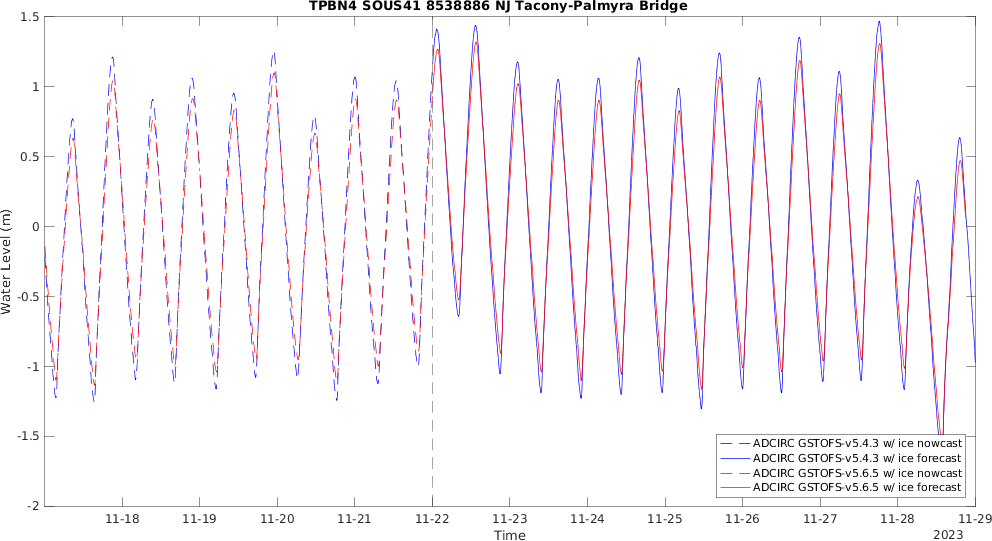 TPBN4 SOUS41 8538886 NJ Tacony-Palmyra Bridge
Water Level (m)
1.5
1
0.5
0
-0.5
-1
-1.5
-2
ADCIRC GSTOFS-v5.4.3 w/ ice nowcast
ADCIRC GSTOFS-v5.4.3 w/ ice forecast
ADCIRC GSTOFS-v5.6.5 w/ ice nowcast
ADCIRC GSTOFS-v5.6.5 w/ ice forecast
11-18 11-19 11-20 11-21 11-22 11-23 11-24 11-25 11-26 11-27 11-28 11-29
Time
2023